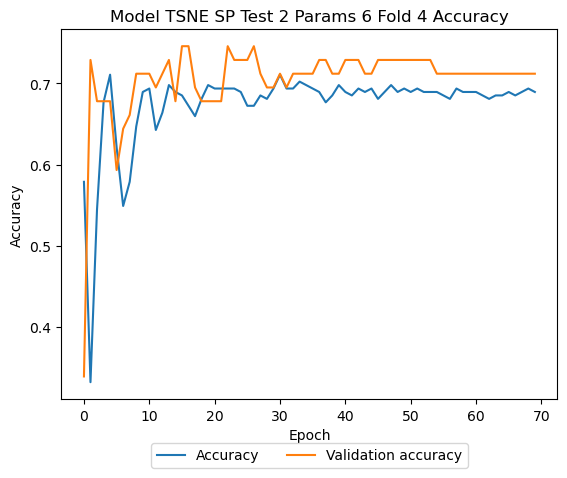 Model TSNE SP Test 2 Params 6 Fold 4 Accuracy
0.7
0.6
0.5
0.4
Accuracy
0 10 20 30 40 50 60 70
Epoch
Accuracy Validation accuracy